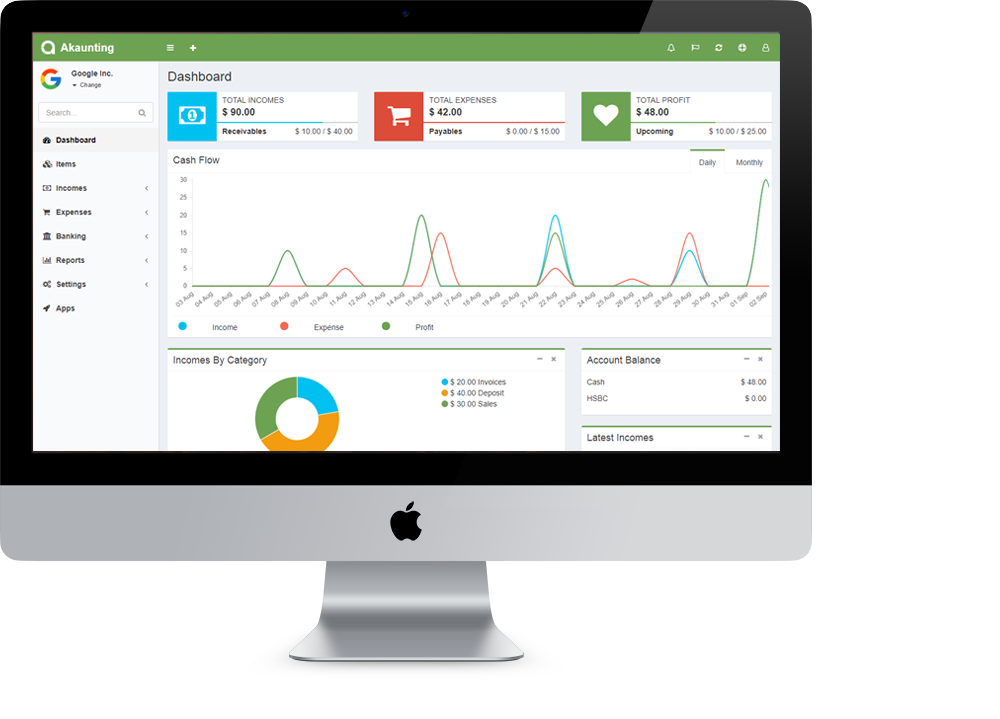 Akaunting
Google Inc.
Change
Search...
Dashboard
Items
Incomes
Expenses
Banking
Reports
Settings
Apps
Dashboard
TOTAL INCOMES
$ 90.00
Receivables $ 10.00 / $ 40.00
TOTAL EXPENSES
$ 42.00
Payables $ 0.00 / $ 15.00
TOTAL PROFIT
$ 48.00
Upcoming $ 10.00 / $ 25.00
Cash Flow
Daily Monthly
30
25
20
15
10
5
0
03 Aug 04 Aug 05 Aug 06 Aug 07 Aug 08 Aug 09 Aug 10 Aug 11 Aug 12 Aug 13 Aug 14 Aug 15 Aug 16 Aug 17 Aug 18 Aug 19 Aug 20 Aug 21 Aug 22 Aug 23 Aug 24 Aug 25 Aug 26 Aug 27 Aug 28 Aug 29 Aug 30 Aug 31 Aug 01 Sep 02 Sep
Income Expense Profit
Incomes By Category
$ 20.00 Invoices
$ 40.00 Deposit
$ 30.00 Sales
Account Balance
Cash $ 48.00
HSBC $ 0.00
Latest Incomes